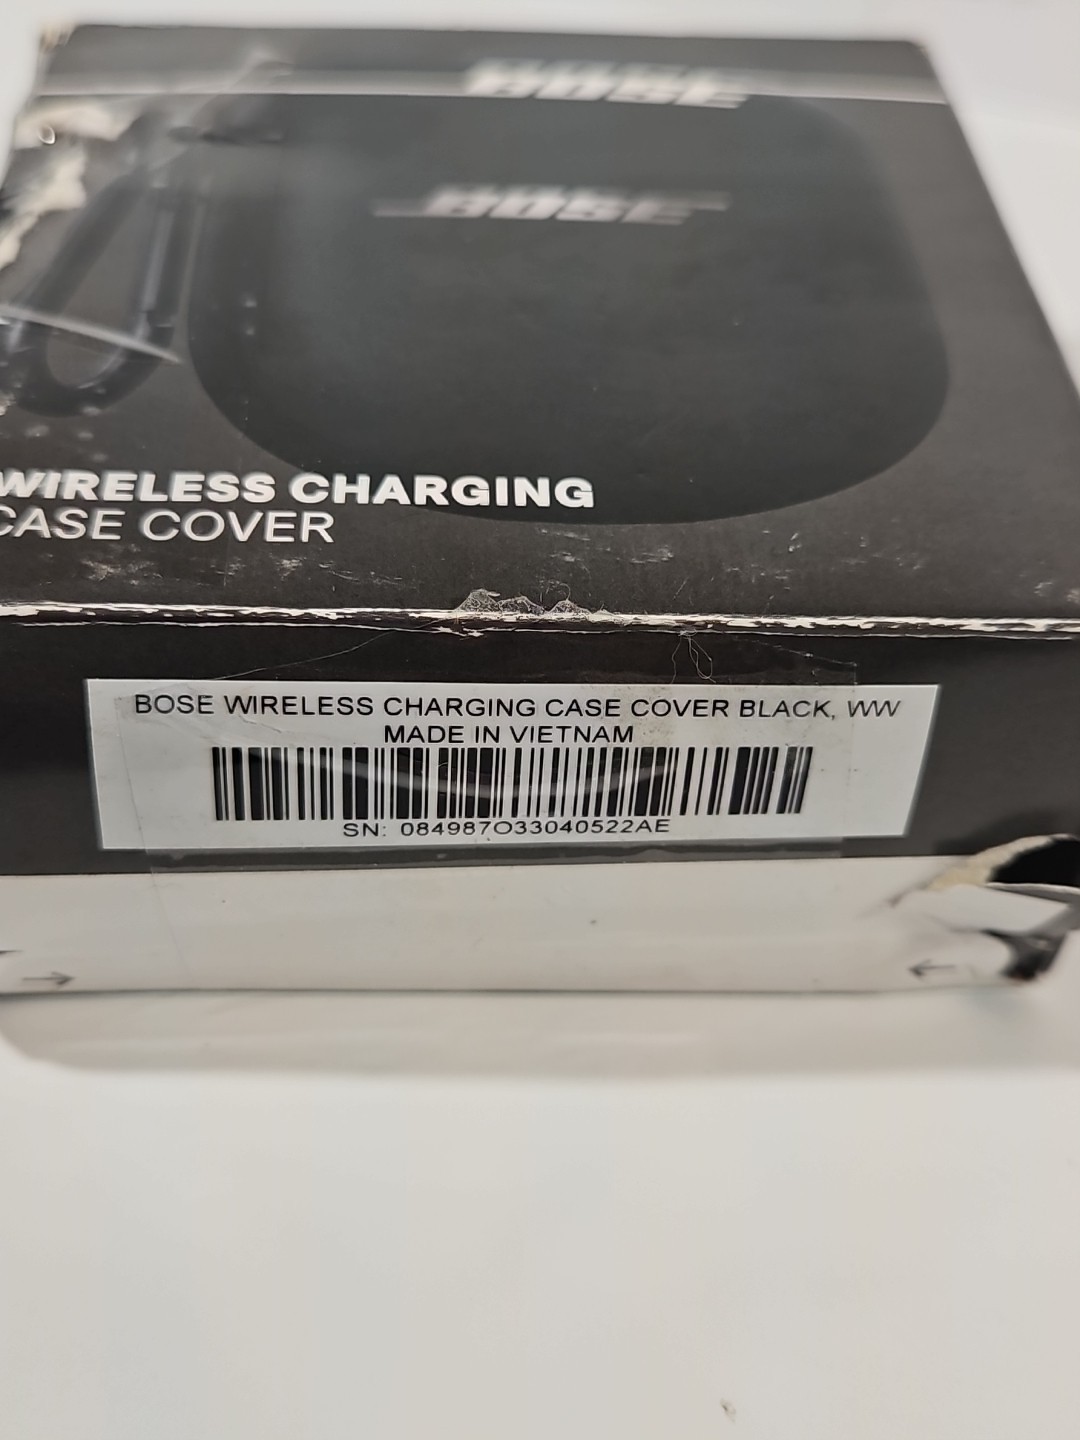 BOSE
BOSE
WIRELESS CHARGING
CASE COVER
BOSE WIRELESS CHARGING CASE COVER BLACK, WW
MADE IN VIETNAM
SN: 084987O33040522AE